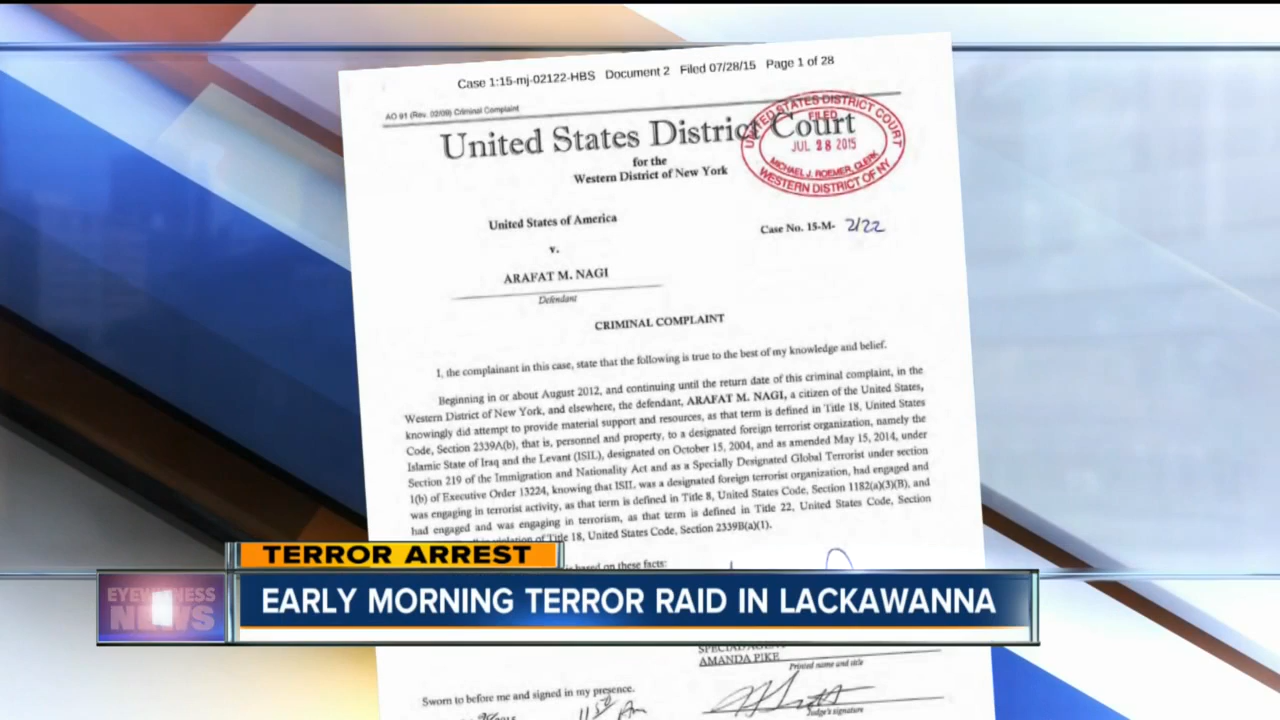 Case 1:15-mj-02122-HBS Document 2 Filed 07/28/15 Page 1 of 28
AO 91 (Rev. 02/09) Criminal Complaint
United States District Court
for the
Western District of New York
UNITED STATES DISTRICT COURT
FILED
JUL 28 2015
MICHAEL J. ROEMER, CLERK
WESTERN DISTRICT OF NY
United States of America
v.
ARAFAT M. NAGI
Defendant
Case No. 15-M- 2122
CRIMINAL COMPLAINT
I, the complainant in this case, state that the following is true to the best of my knowledge and belief.
Beginning in or about August 2012, and continuing until the return date of this criminal complaint, in the
Western District of New York, and elsewhere, the defendant, ARAFAT M. NAGI, a citizen of the United States,
knowingly did attempt to provide material support and resources, as that term is defined in Title 18, United States
Code, Section 2339A(b), that is, personnel and property, to a designated foreign terrorist organization, namely the
Islamic State of Iraq and the Levant (ISIL), designated on October 15, 2004, and as amended May 15, 2014, under
Section 219 of the Immigration and Nationality Act and as a Specially Designated Global Terrorist under section
1(b) of Executive Order 13224, knowing that ISIL was a designated foreign terrorist organization, had engaged and
was engaging in terrorist activity, as that term is defined in Title 8, United States Code, Section 1182(a)(3)(B), and
had engaged and was engaging in terrorism, as that term is defined in Title 22, United States Code, Section
of Title 18, United States Code, Section 2339B(a)(1).
based on these facts:
TERROR ARREST
EYEWITNESS
NEWS
EARLY MORNING TERROR RAID IN LACKAWANNA
SPECIAL AGENT
AMANDA PIKE
Printed name and title
Sworn to before me and signed in my presence.
Judge's signature